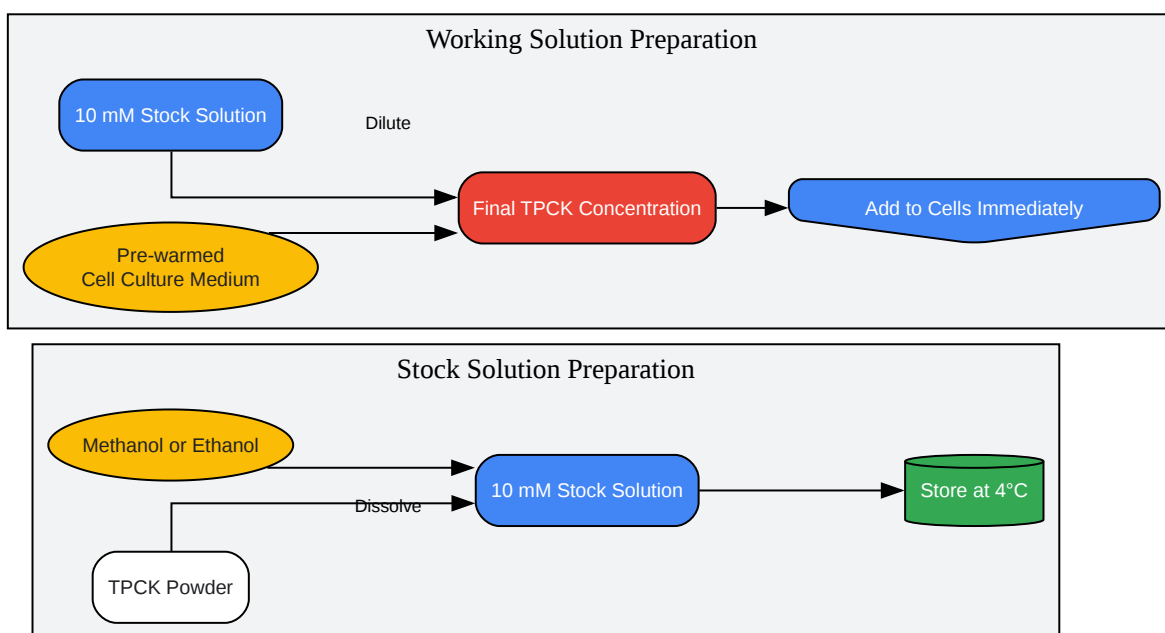 Working Solution Preparation
10 mM Stock Solution
Dilute
Final TPCK Concentration
Add to Cells Immediately
Pre-warmed
Cell Culture Medium
Stock Solution Preparation
Methanol or Ethanol
10 mM Stock Solution
Store at 4°C
Dissolve
TPCK Powder